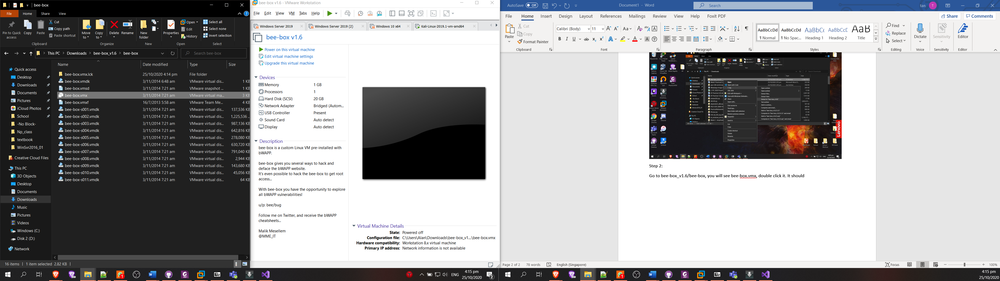 bee-box
File
Home
Share
View
Pin to Quick access
Copy
Paste
Cut
Copy path
Paste shortcut
Move to
Copy to
Delete
Rename
New folder
Properties
Open
Edit
History
Select all
Select none
Invert selection
Clipboard
Organize
New
Open
Select
This PC
Downloads
bee-box_v1.6
bee-box
Search bee-box
Name
Date modified
Type
Size
Quick access
Desktop
Downloads
Documents
Pictures
iCloud Photos
School
-No Block-
Np_class
textbook
WinSvr2016_01
Creative Cloud Files
This PC
3D Objects
Desktop
Documents
Downloads
Music
Pictures
Videos
Windows (C:)
Disk 2 (D:)
Network
bee-box.vmx.lck 25/10/2020 4:14 pm File folder
bee-box.vmdk 3/11/2014 6:48 am VMware virtual dis... 1 KB
bee-box.vmsd 3/11/2014 7:21 am VMware snapshot ... 1 KB
bee-box.vmx 3/11/2014 7:21 am VMware virtual ma... 3 KB
bee-box.vmxf 16/7/2013 5:58 am VMware Team Me... 4 KB
bee-box-s001.vmdk 3/11/2014 7:21 am VMware virtual dis... 137,536 KB
bee-box-s002.vmdk 3/11/2014 7:21 am VMware virtual dis... 1,225,536 ...
bee-box-s003.vmdk 3/11/2014 7:21 am VMware virtual dis... 987,136 KB
bee-box-s004.vmdk 3/11/2014 7:21 am VMware virtual dis... 642,816 KB
bee-box-s005.vmdk 3/11/2014 7:21 am VMware virtual dis... 278,080 KB
bee-box-s006.vmdk 3/11/2014 7:21 am VMware virtual dis... 630,720 KB
bee-box-s007.vmdk 3/11/2014 7:21 am VMware virtual dis... 791,040 KB
bee-box-s008.vmdk 3/11/2014 7:21 am VMware virtual dis... 2,944 KB
bee-box-s009.vmdk 3/11/2014 7:21 am VMware virtual dis... 143,680 KB
bee-box-s010.vmdk 3/11/2014 7:21 am VMware virtual dis... 45,056 KB
bee-box-s011.vmdk 3/11/2014 7:21 am VMware virtual dis... 64 KB
16 items 1 item selected 2.82 KB
bee-box v1.6 - VMware Workstation
File Edit View VM Tabs Help
Windows Server 2019
Windows Server 2019 (2)
Windows 10 x64
Kali-Linux-2019.1-vm-amd64
bee-box v1.6
Power on this virtual machine
Edit virtual machine settings
Upgrade this virtual machine
Devices
Memory 1 GB
Processors 1
Hard Disk (SCSI) 20 GB
Network Adapter Bridged (Autom...
USB Controller Present
Sound Card Auto detect
Display Auto detect
Description
bee-box is a custom Linux VM pre-installed with
bWAPP.
bee-box gives you several ways to hack and
deface the bWAPP website.
It's even possible to hack the bee-box to get root
access...
With bee-box you have the opportunity to explore
all bWAPP vulnerabilities!
u/p: bee/bug
Follow me on Twitter, and receive the bWAPP
cheatsheets...
Malik Mesellem
@MME_IT
Virtual Machine Details
State: Powered off
Configuration file: C:\Users\Alan\Downloads\bee-box_v1....\bee-box.vmx
Hardware compatibility: Workstation 8.x virtual machine
Primary IP address: Network information is not available
ENG
4:15 pm
25/10/2020
2
AutoSave Off
Document1 - Word
Search
tan
T
File Home Insert Design Layout References Mailings Review View Help Foxit PDF
Share
Comments
Paste
Cut
Copy
Format Painter
Clipboard
Calibri (Body) 11
Font
Paragraph
AaBbCcDd
¶ Normal
AaBbCcDd
¶ No Spac...
AaBbCc
Heading 1
AaBbCcD
Heading 2
AaB
Title
Styles
Find
Replace
Select
Editing
Dictate
Voice
Sensitivity
Sensitivity
Editor
Editor
Lenovo
Step 2:
Go to bee-box_v1.6/bee-box, you will see bee-box.vmx, double click it. It should
Page 2 of 2 78 words English (Singapore)
Focus
100%
4:15 pm
25/10/2020